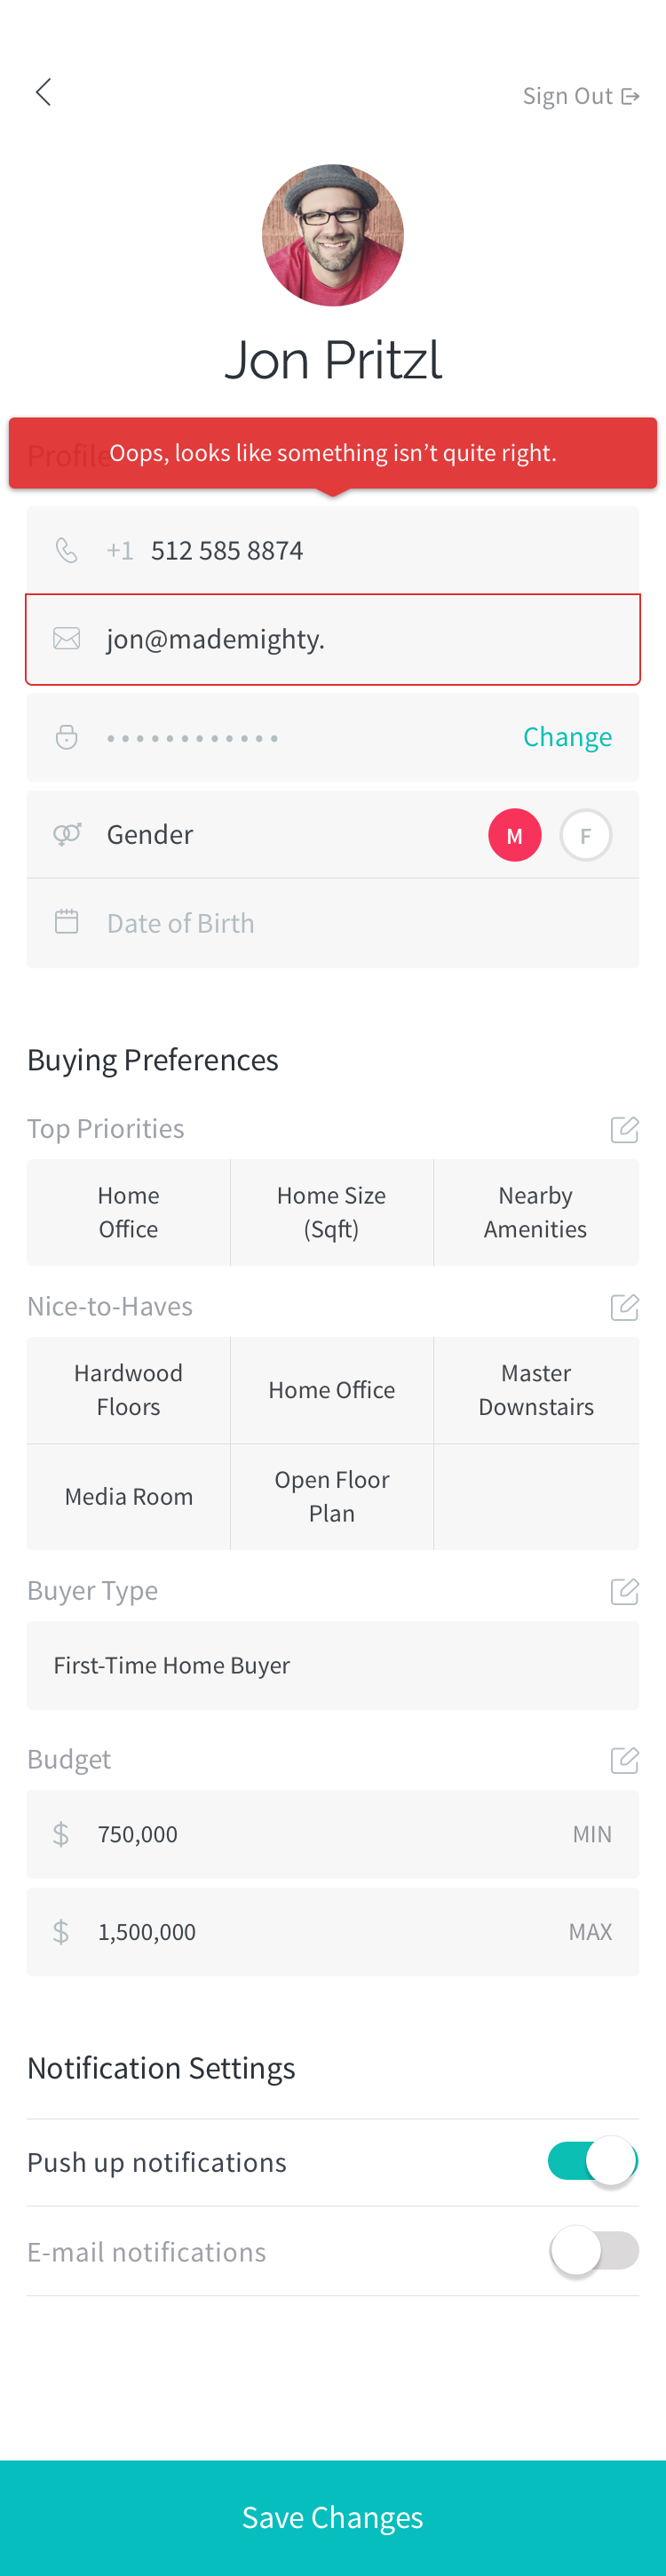 Sign Out
Jon Pritzl
Profile
Oops, looks like something isn’t quite right.
+1 512 585 8874
jon@mademighty.
Change
Gender
M
F
Date of Birth
Buying Preferences
Top Priorities
Home
Office
Home Size
(Sqft)
Nearby
Amenities
Nice-to-Haves
Hardwood
Floors
Home Office
Master
Downstairs
Media Room
Open Floor
Plan
Buyer Type
First-Time Home Buyer
Budget
$ 750,000
MIN
$ 1,500,000
MAX
Notification Settings
Push up notifications
E-mail notifications
Save Changes